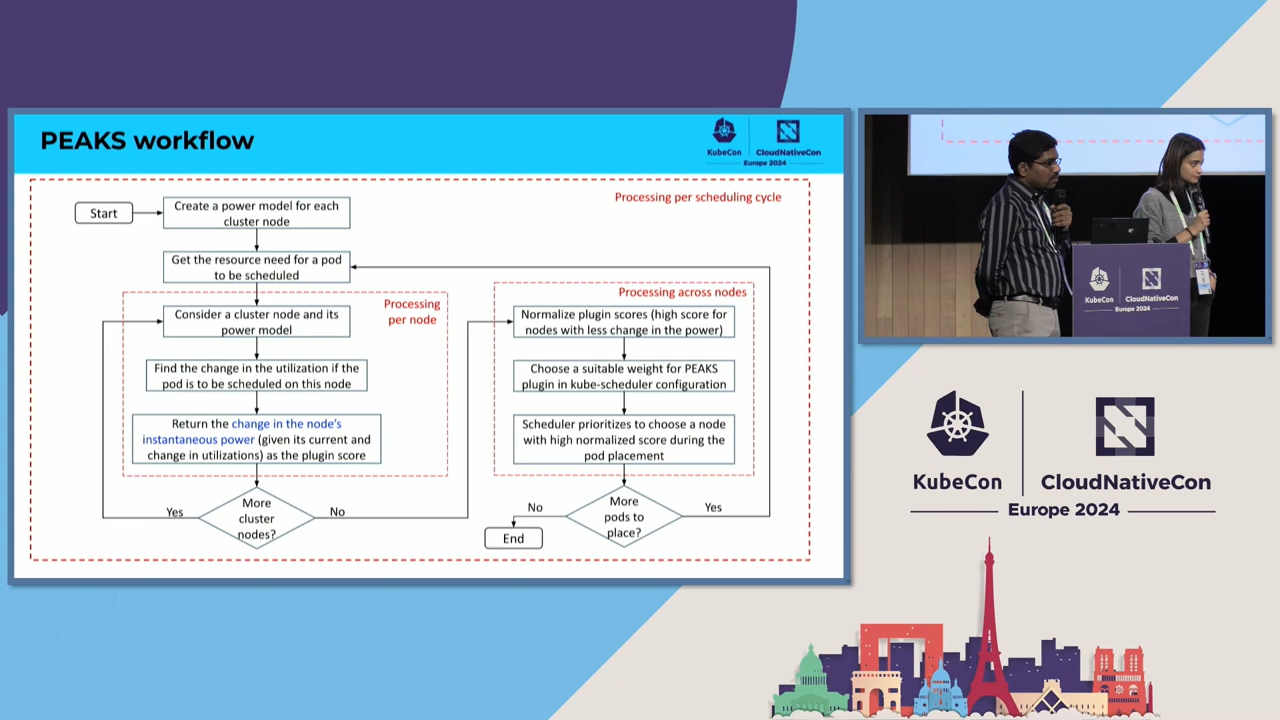 PEAKS workflow
KubeCon
CloudNativeCon
Europe 2024
Processing per scheduling cycle
Start
Create a power model for each
cluster node
Get the resource need for a pod
to be scheduled
Processing
per node
Consider a cluster node and its
power model
Find the change in the utilization if the
pod is to be scheduled on this node
Return the change in the node's
instantaneous power (given its current and
change in utilizations) as the plugin score
Yes
More
cluster
nodes?
No
Processing across nodes
Normalize plugin scores (high score for
nodes with less change in the power)
Choose a suitable weight for PEAKS
plugin in kube-scheduler configuration
Scheduler prioritizes to choose a node
with high normalized score during the
pod placement
No
More
pods to
place?
Yes
End
KubeCon
CloudNativeCon
Europe 2024
KubeCon
CloudNativeCon
Europe 2024